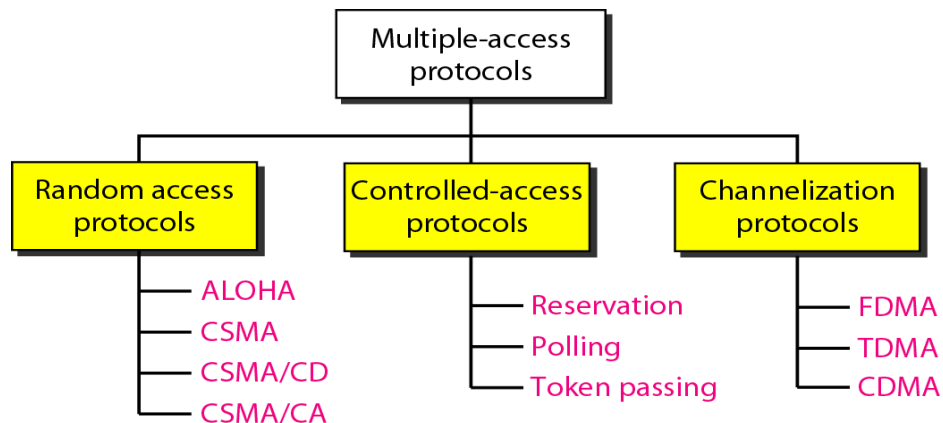 Multiple-access
protocols
Random access
protocols
Controlled-access
protocols
Channelization
protocols
ALOHA
CSMA
CSMA/CD
CSMA/CA
Reservation
Polling
Token passing
FDMA
TDMA
CDMA